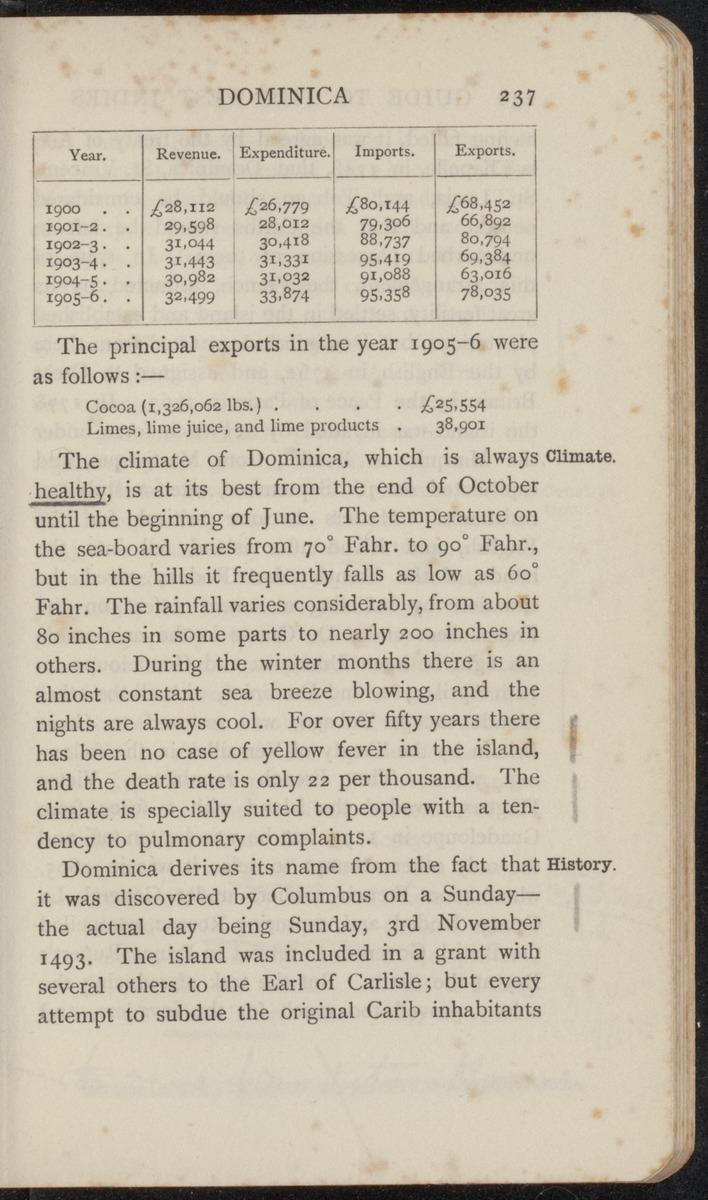 DOMINICA 237
Year. Revenue. Expenditure. Imports. Exports.
1900 . . £28,112 £26,779 £80,144 £68,452
1901-2 . . 29,598 28,012 79,306 66,892
1902-3 . . 31,044 30,418 88,737 80,794
1903-4 . . 31,443 31,331 95,419 69,384
1904-5 . . 30,982 31,032 91,088 63,016
1905-6 . . 32,499 33,874 95,358 78,035
The principal exports in the year 1905-6 were
as follows :—
Cocoa (1,326,062 lbs.) . . . . £25,554
Limes, lime juice, and lime products . 38,901
The climate of Dominica, which is always Climate.
healthy, is at its best from the end of October
until the beginning of June. The temperature on
the sea-board varies from 70° Fahr. to 90° Fahr.,
but in the hills it frequently falls as low as 60°
Fahr. The rainfall varies considerably, from about
80 inches in some parts to nearly 200 inches in
others. During the winter months there is an
almost constant sea breeze blowing, and the
nights are always cool. For over fifty years there
has been no case of yellow fever in the island,
and the death rate is only 22 per thousand. The
climate is specially suited to people with a ten-
dency to pulmonary complaints.
Dominica derives its name from the fact that History.
it was discovered by Columbus on a Sunday—
the actual day being Sunday, 3rd November
1493. The island was included in a grant with
several others to the Earl of Carlisle; but every
attempt to subdue the original Carib inhabitants